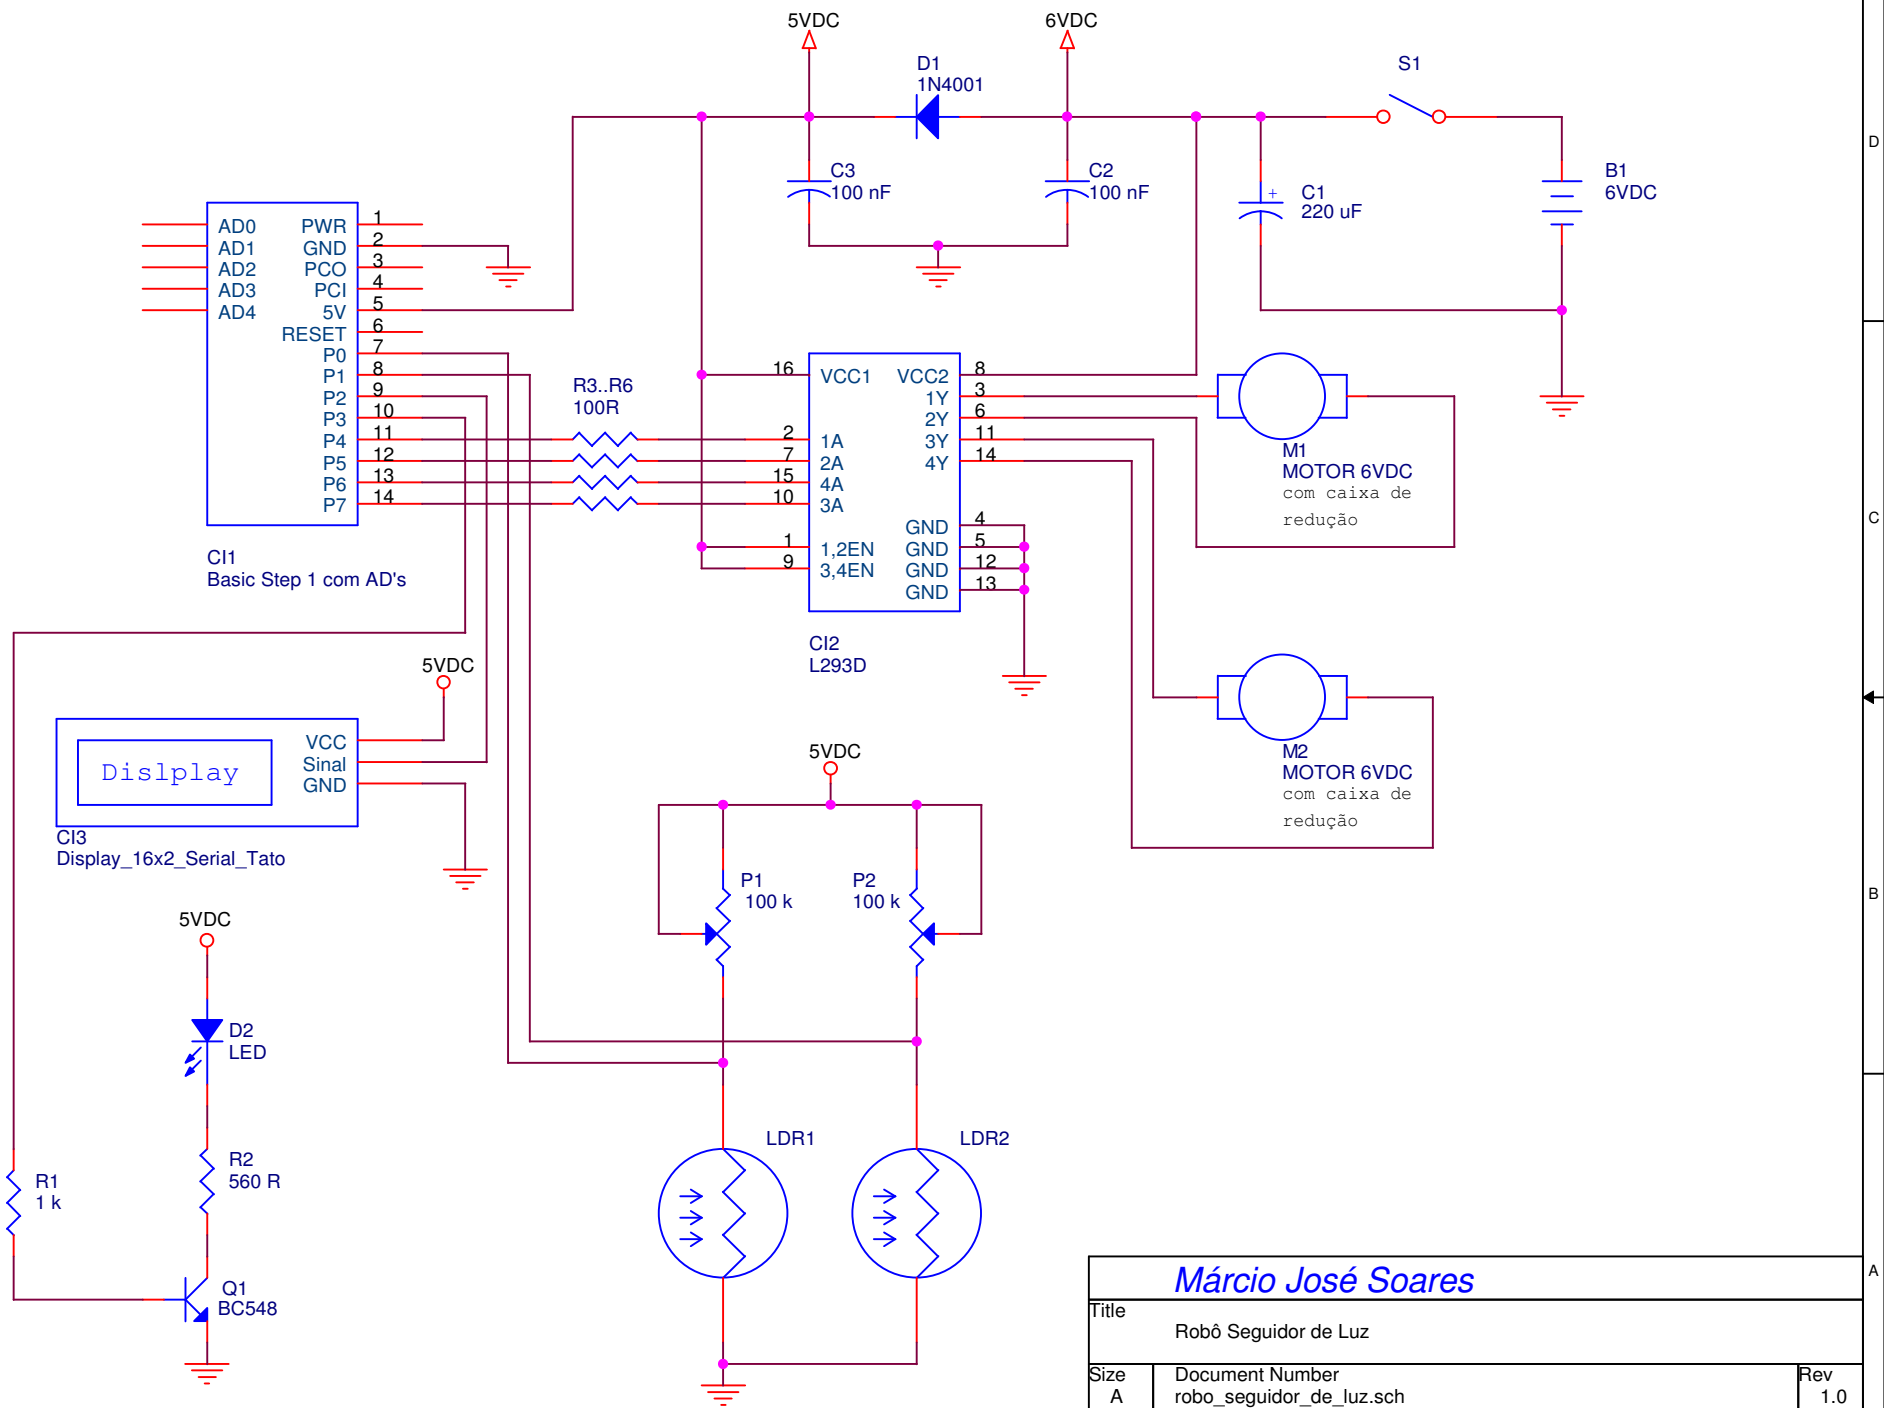 5VDC
6VDC
D1
1N4001
S1
C3
100 nF
C2
100 nF
+
C1
220 uF
B1
6VDC
D
AD0
AD1
AD2
AD3
AD4
PWR 1
GND 2
PCO 3
PCI 4
5V 5
RESET 6
P0 7
P1 8
P2 9
P3 10
P4 11
P5 12
P6 13
P7 14
CI1
Basic Step 1 com AD's
R3..R6
100R
16 VCC1
2 1A
7 2A
15 4A
10 3A
1 1,2EN
9 3,4EN
VCC2 8
1Y 3
2Y 6
3Y 11
4Y 14
GND 4
GND 5
GND 12
GND 13
CI2
L293D
M1
MOTOR 6VDC
com caixa de
redução
C
5VDC
VCC
Sinal
GND
Dislplay
CI3
Display_16x2_Serial_Tato
M2
MOTOR 6VDC
com caixa de
redução
5VDC
P1
100 k
P2
100 k
B
5VDC
D2
LED
R2
560 R
R1
1 k
Q1
BC548
LDR1
LDR2
A
Márcio José Soares
Title
Robô Seguidor de Luz
Size
A
Document Number
robo_seguidor_de_luz.sch
Rev
1.0